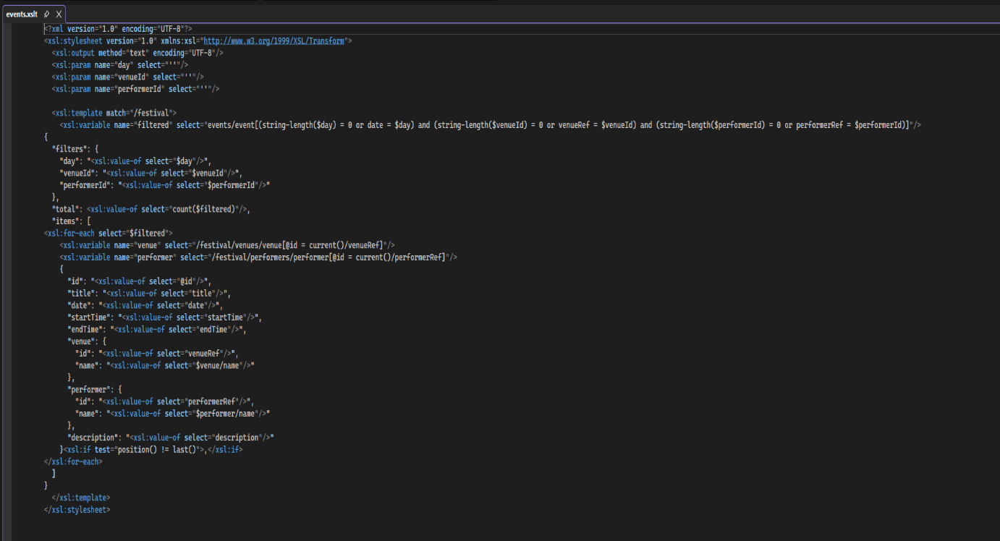 events.xslt
<?xml version="1.0" encoding="UTF-8"?>
<xsl:stylesheet version="1.0" xmlns:xsl="http://www.w3.org/1999/XSL/Transform">
  <xsl:output method="text" encoding="UTF-8"/>
  <xsl:param name="day" select="''"/>
  <xsl:param name="venueId" select="''"/>
  <xsl:param name="performerId" select="''"/>

  <xsl:template match="/festival">
    <xsl:variable name="filtered" select="events/event[(string-length($day) = 0 or date = $day) and (string-length($venueId) = 0 or venueRef = $venueId) and (string-length($performerId) = 0 or performerRef = $performerId)]"/>
{
  "filters": {
    "day": "<xsl:value-of select="$day"/>",
    "venueId": "<xsl:value-of select="$venueId"/>",
    "performerId": "<xsl:value-of select="$performerId"/>"
  },
  "total": <xsl:value-of select="count($filtered)"/>,
  "items": [
<xsl:for-each select="$filtered">
    <xsl:variable name="venue" select="/festival/venues/venue[@id = current()/venueRef]"/>
    <xsl:variable name="performer" select="/festival/performers/performer[@id = current()/performerRef]"/>
    {
      "id": "<xsl:value-of select="@id"/>",
      "title": "<xsl:value-of select="title"/>",
      "date": "<xsl:value-of select="date"/>",
      "startTime": "<xsl:value-of select="startTime"/>",
      "endTime": "<xsl:value-of select="endTime"/>",
      "venue": {
        "id": "<xsl:value-of select="venueRef"/>",
        "name": "<xsl:value-of select="$venue/name"/>"
      },
      "performer": {
        "id": "<xsl:value-of select="performerRef"/>",
        "name": "<xsl:value-of select="$performer/name"/>"
      },
      "description": "<xsl:value-of select="description"/>"
    }<xsl:if test="position() != last()">,</xsl:if>
</xsl:for-each>
  ]
}
  </xsl:template>
</xsl:stylesheet>